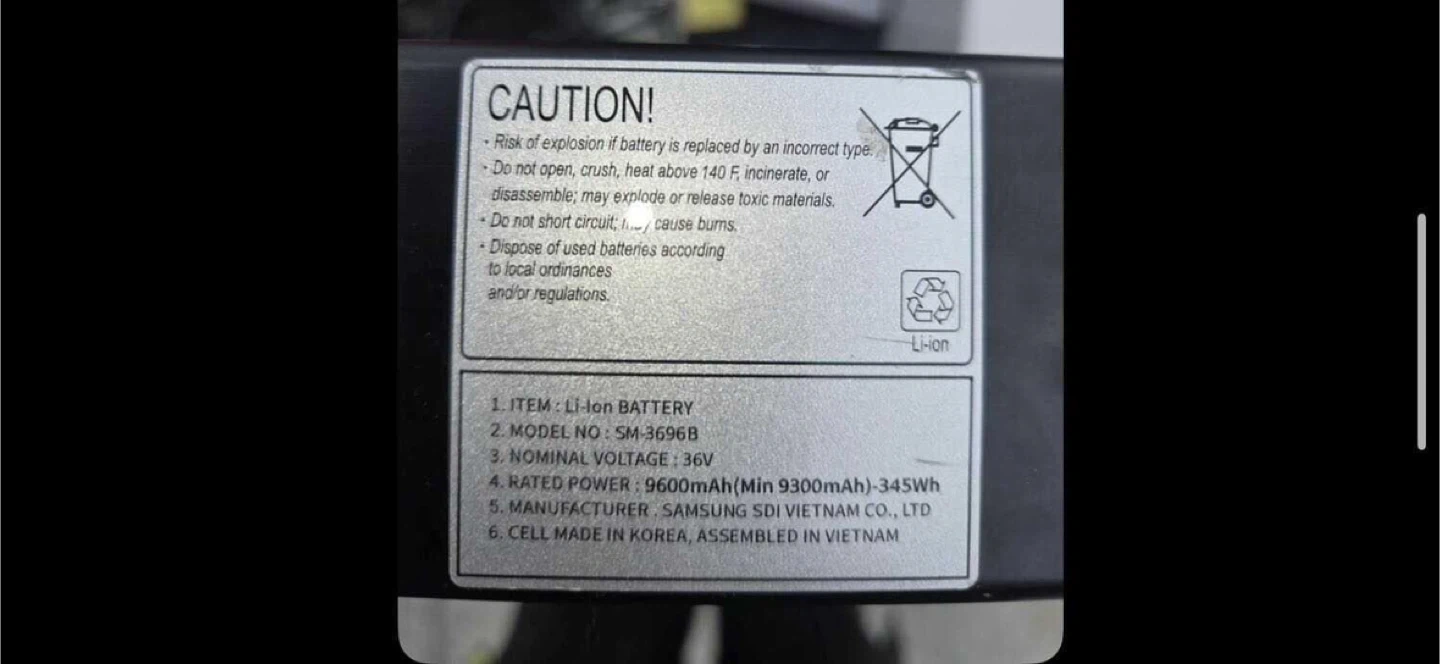 CAUTION!
· Risk of explosion if battery is replaced by an incorrect type.
· Do not open, crush, heat above 140 F, incinerate, or
disassemble; may explode or release toxic materials.
· Do not short circuit; may cause burns.
· Dispose of used batteries according
to local ordinances
and/or regulations.
Li-ion
1. ITEM : Li-Ion BATTERY
2. MODEL NO : SM-3696B
3. NOMINAL VOLTAGE : 36V
4. RATED POWER : 9600mAh(Min 9300mAh)-345Wh
5. MANUFACTURER : SAMSUNG SDI VIETNAM CO., LTD
6. CELL MADE IN KOREA, ASSEMBLED IN VIETNAM